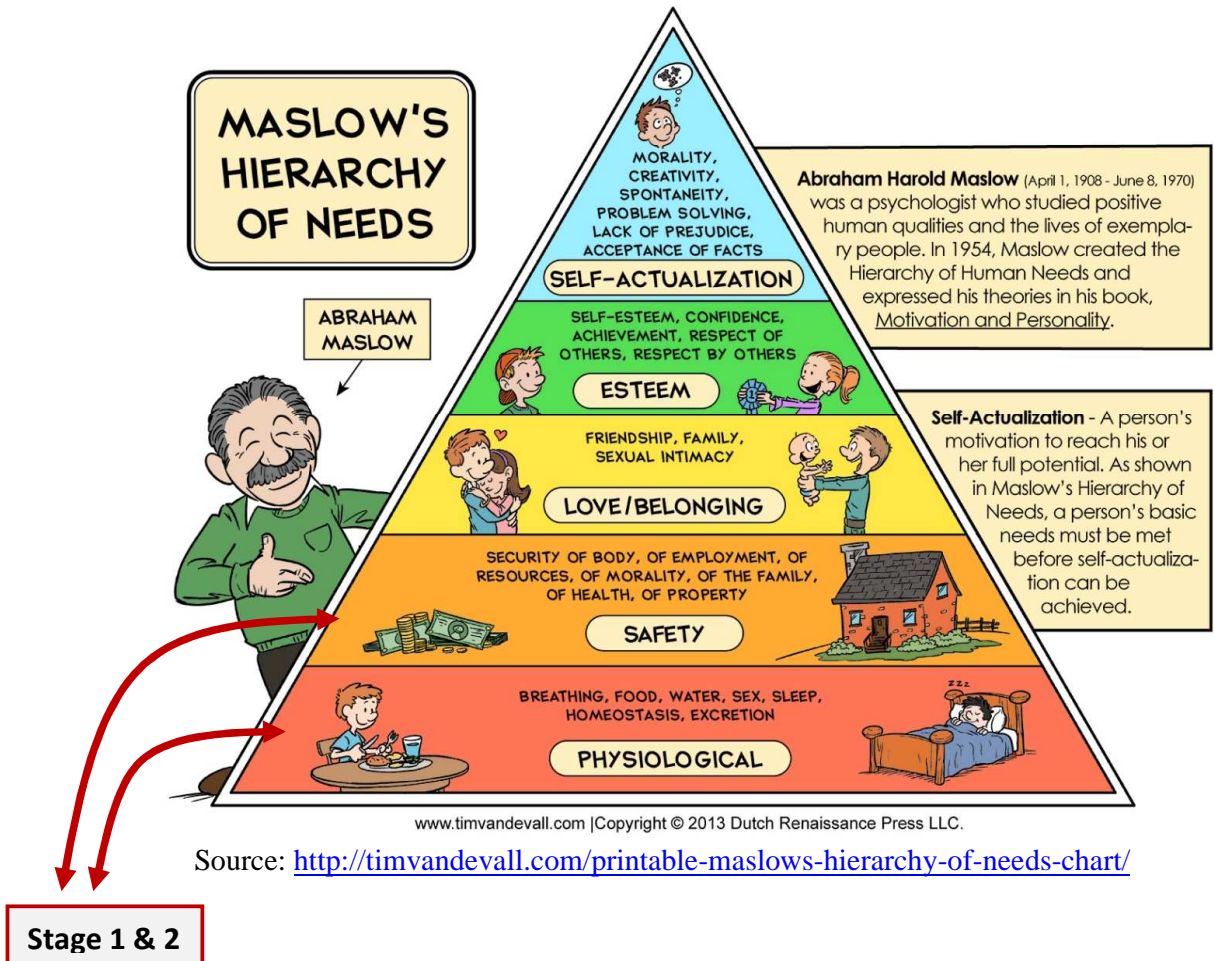 MASLOW'S
HIERARCHY
OF NEEDS
ABRAHAM
MASLOW
MORALITY,
CREATIVITY,
SPONTANEITY,
PROBLEM SOLVING,
LACK OF PREJUDICE,
ACCEPTANCE OF FACTS
SELF-ACTUALIZATION
SELF-ESTEEM, CONFIDENCE,
ACHIEVEMENT, RESPECT OF
OTHERS, RESPECT BY OTHERS
ESTEEM
1
FRIENDSHIP, FAMILY,
SEXUAL INTIMACY
LOVE/BELONGING
SECURITY OF BODY, OF EMPLOYMENT, OF
RESOURCES, OF MORALITY, OF THE FAMILY,
OF HEALTH, OF PROPERTY
SAFETY
BREATHING, FOOD, WATER, SEX, SLEEP,
HOMEOSTASIS, EXCRETION
PHYSIOLOGICAL
zzz
Abraham Harold Maslow (April 1, 1908 - June 8, 1970)
was a psychologist who studied positive
human qualities and the lives of exempla-
ry people. In 1954, Maslow created the
Hierarchy of Human Needs and
expressed his theories in his book,
Motivation and Personality.
Self-Actualization - A person's
motivation to reach his or
her full potential. As shown
in Maslow's Hierarchy of
Needs, a person's basic
needs must be met
before self-actualiza-
tion can be
achieved.
www.timvandevall.com |Copyright © 2013 Dutch Renaissance Press LLC.
Source: http://timvandevall.com/printable-maslows-hierarchy-of-needs-chart/
Stage 1 & 2